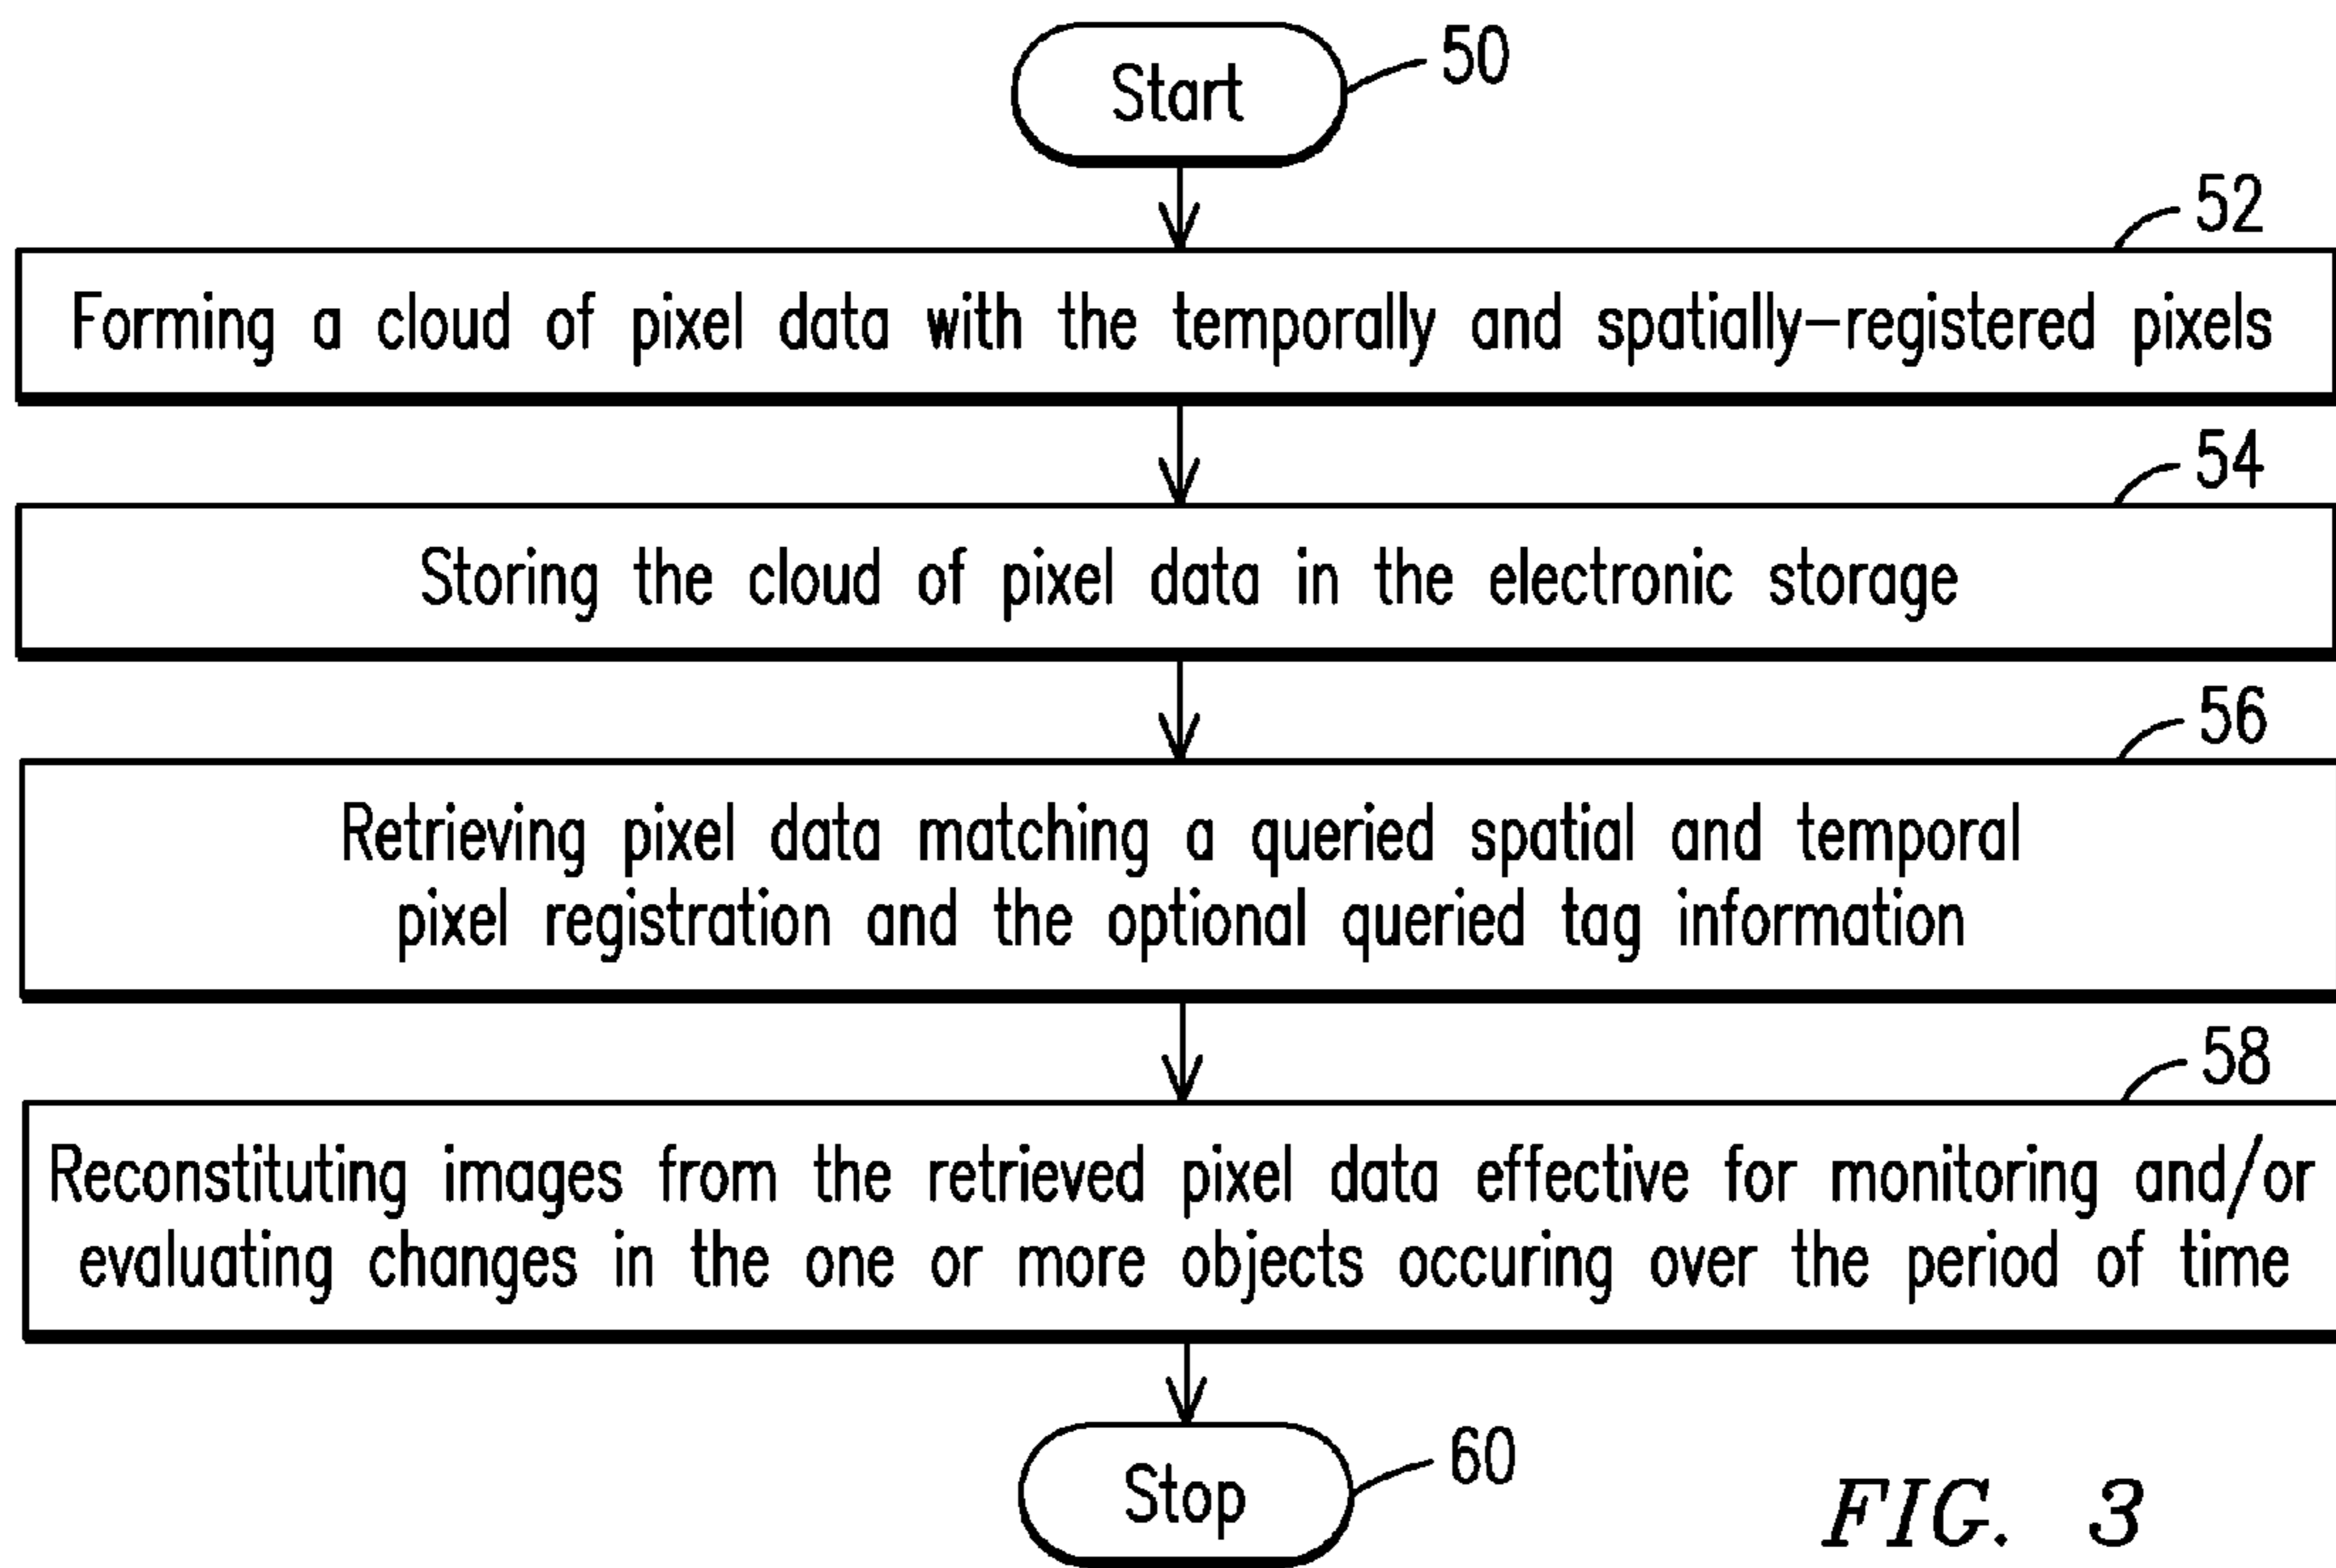 Start
50
52
Forming a cloud of pixel data with the temporally and spatially-registered pixels
54
Storing the cloud of pixel data in the electronic storage
56
Retrieving pixel data matching a queried spatial and temporal
pixel registration and the optional queried tag information
58
Reconstituting images from the retrieved pixel data effective for monitoring and/or
evaluating changes in the one or more objects occuring over the period of time
Stop
60
FIG. 3